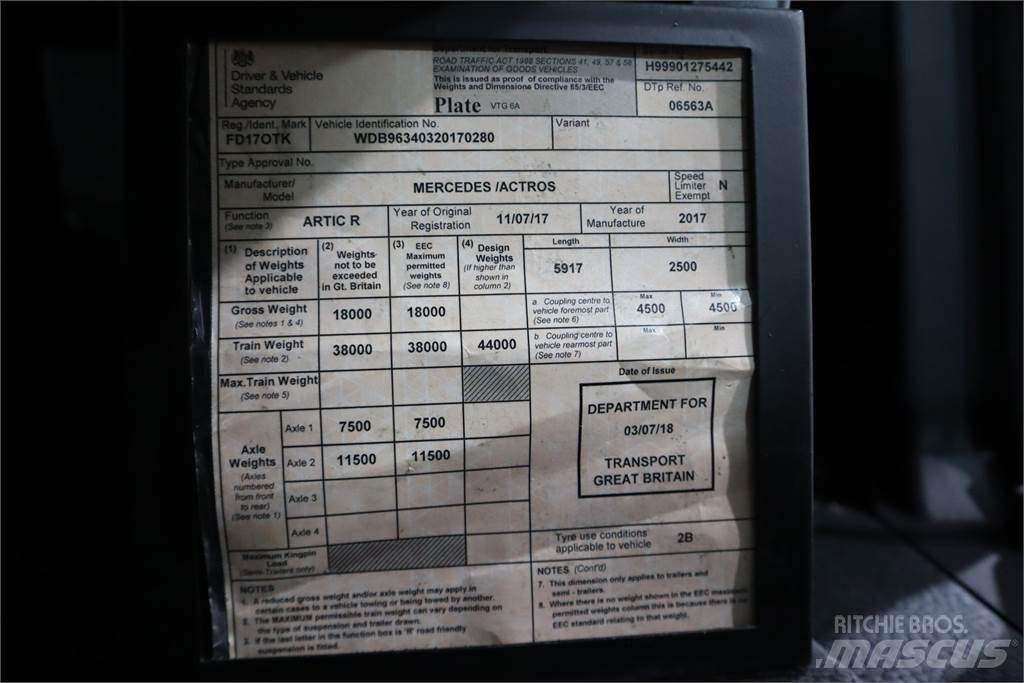 Driver & Vehicle
Standards
Agency
Department for Transport
ROAD TRAFFIC ACT 1988 SECTIONS 41, 49, 57 & 58
EXAMINATION OF GOODS VEHICLES
This is issued as proof of compliance with the
Weights and Dimensions Directive 85/3/EEC
Plate VTG 6A
H99901275442
DTp Ref. No.
06563A
Reg./Ident. Mark
FD17OTK
Vehicle Identification No.
WDB96340320170280
Variant
Type Approval No.
Manufacturer/
Model
MERCEDES /ACTROS
Speed
Limiter
Exempt
N
Function
(See note 3)
ARTIC R
Year of Original
Registration
11/07/17
Year of
Manufacture
2017
(1) Description
of Weights
Applicable
to vehicle
(2) Weights
not to be
exceeded
in Gt. Britain
(3) EEC
Maximum
permitted
weights
(See note 8)
(4) Design
Weights
(If higher than
shown in
column 2)
Length
5917
Width
2500
Gross Weight
(See notes 1 & 4)
18000
18000
a Coupling centre to
vehicle foremost part
(See note 6)
Max
4500
Min
4500
Train Weight
(See note 2)
38000
38000
44000
b. Coupling centre to
vehicle rearmost part
(See note 7)
Max
Min
Max.Train Weight
(See note 5)
Date of Issue
DEPARTMENT FOR
03/07/18
TRANSPORT
GREAT BRITAIN
Axle
Weights
(Axles
numbered
from front
to rear)
(See note 1)
Axle 1
7500
7500
Axle 2
11500
11500
Axle 3
Axle 4
Maximum Kingpin
Load
(Semi-Trailers only)
Tyre use conditions
applicable to vehicle
2B
NOTES
1. A reduced gross weight and/or axle weight may apply in
certain cases to a vehicle towing or being towed by another.
2. The MAXIMUM permissible train weight can vary depending on
the type of suspension and trailer drawn.
3. If the last letter in the function box is 'R' road friendly
suspension is fitted.
NOTES (Cont'd)
7. This dimension only applies to trailers and
semi - trailers.
8. Where there is no weight shown in the EEC maximum
permitted weights column this is because there is no
EEC standard relating to that weight.
RITCHIE BROS.
MASCUS